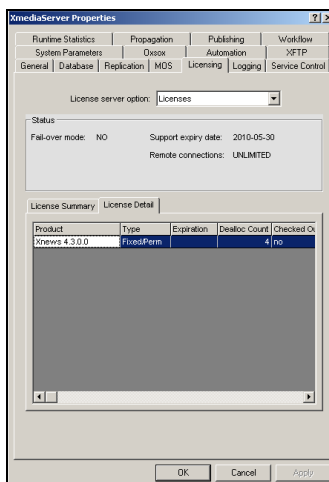 XmediaServer Properties
Runtime Statistics Propagation Publishing Workflow
System Parameters Oxsox Automation XFTP
General Database Replication MOS Licensing Logging Service Control
License server option: Licenses
Status
Fail-over mode: NO Support expiry date: 2010-05-30
Remote connections: UNLIMITED
License Summary License Detail
Product Type Expiration Dealloc Count Checked Ou
Xnews 4.3.0.0 Fixed/Perm 4 no
OK Cancel Apply